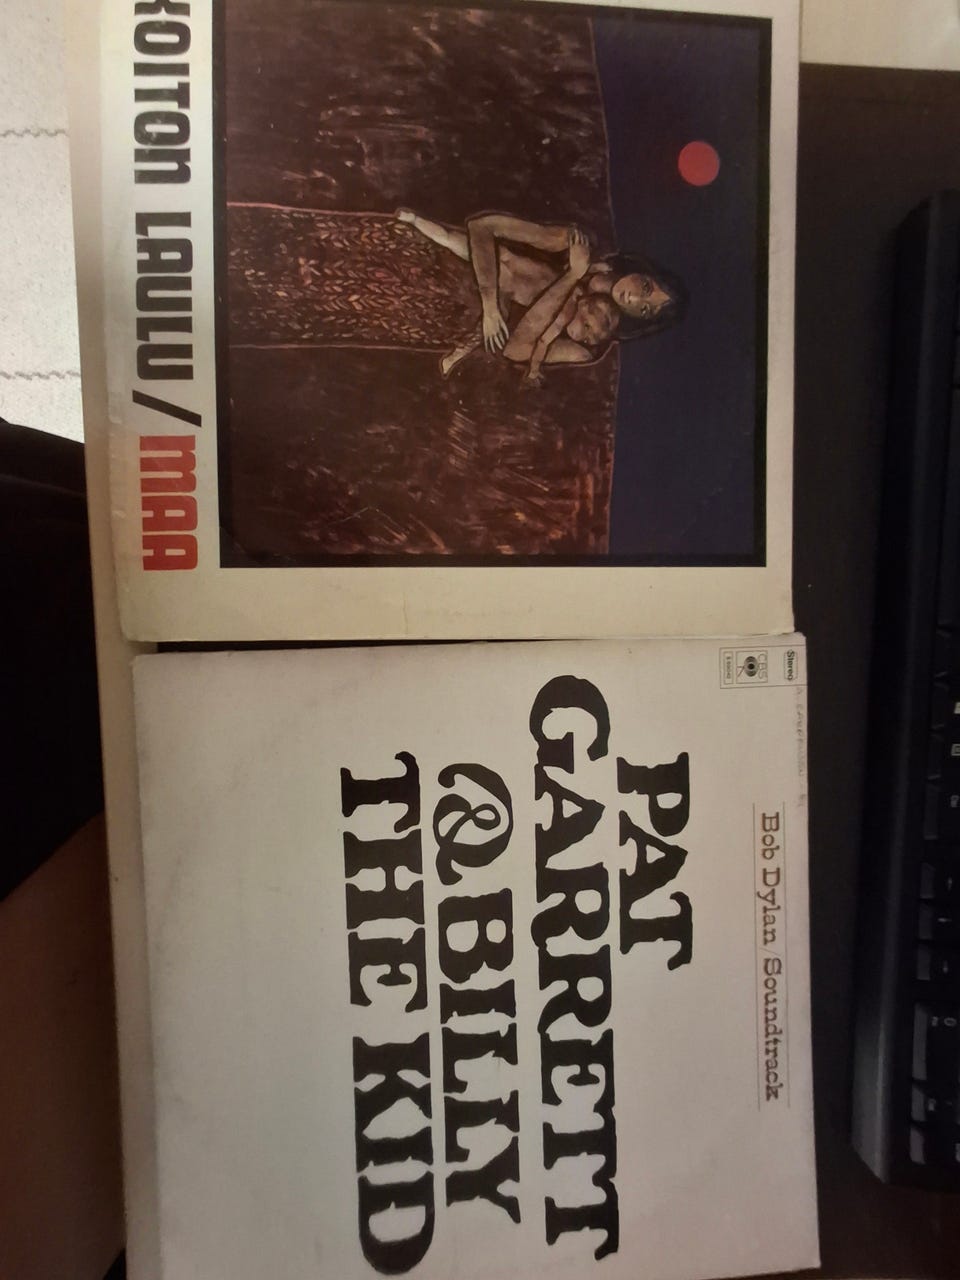 KOITON LAULU / MAA
Stereo
CBS
Bob Dylan/Soundtrack
PAT
GARRETT
& BILLY
THE KID